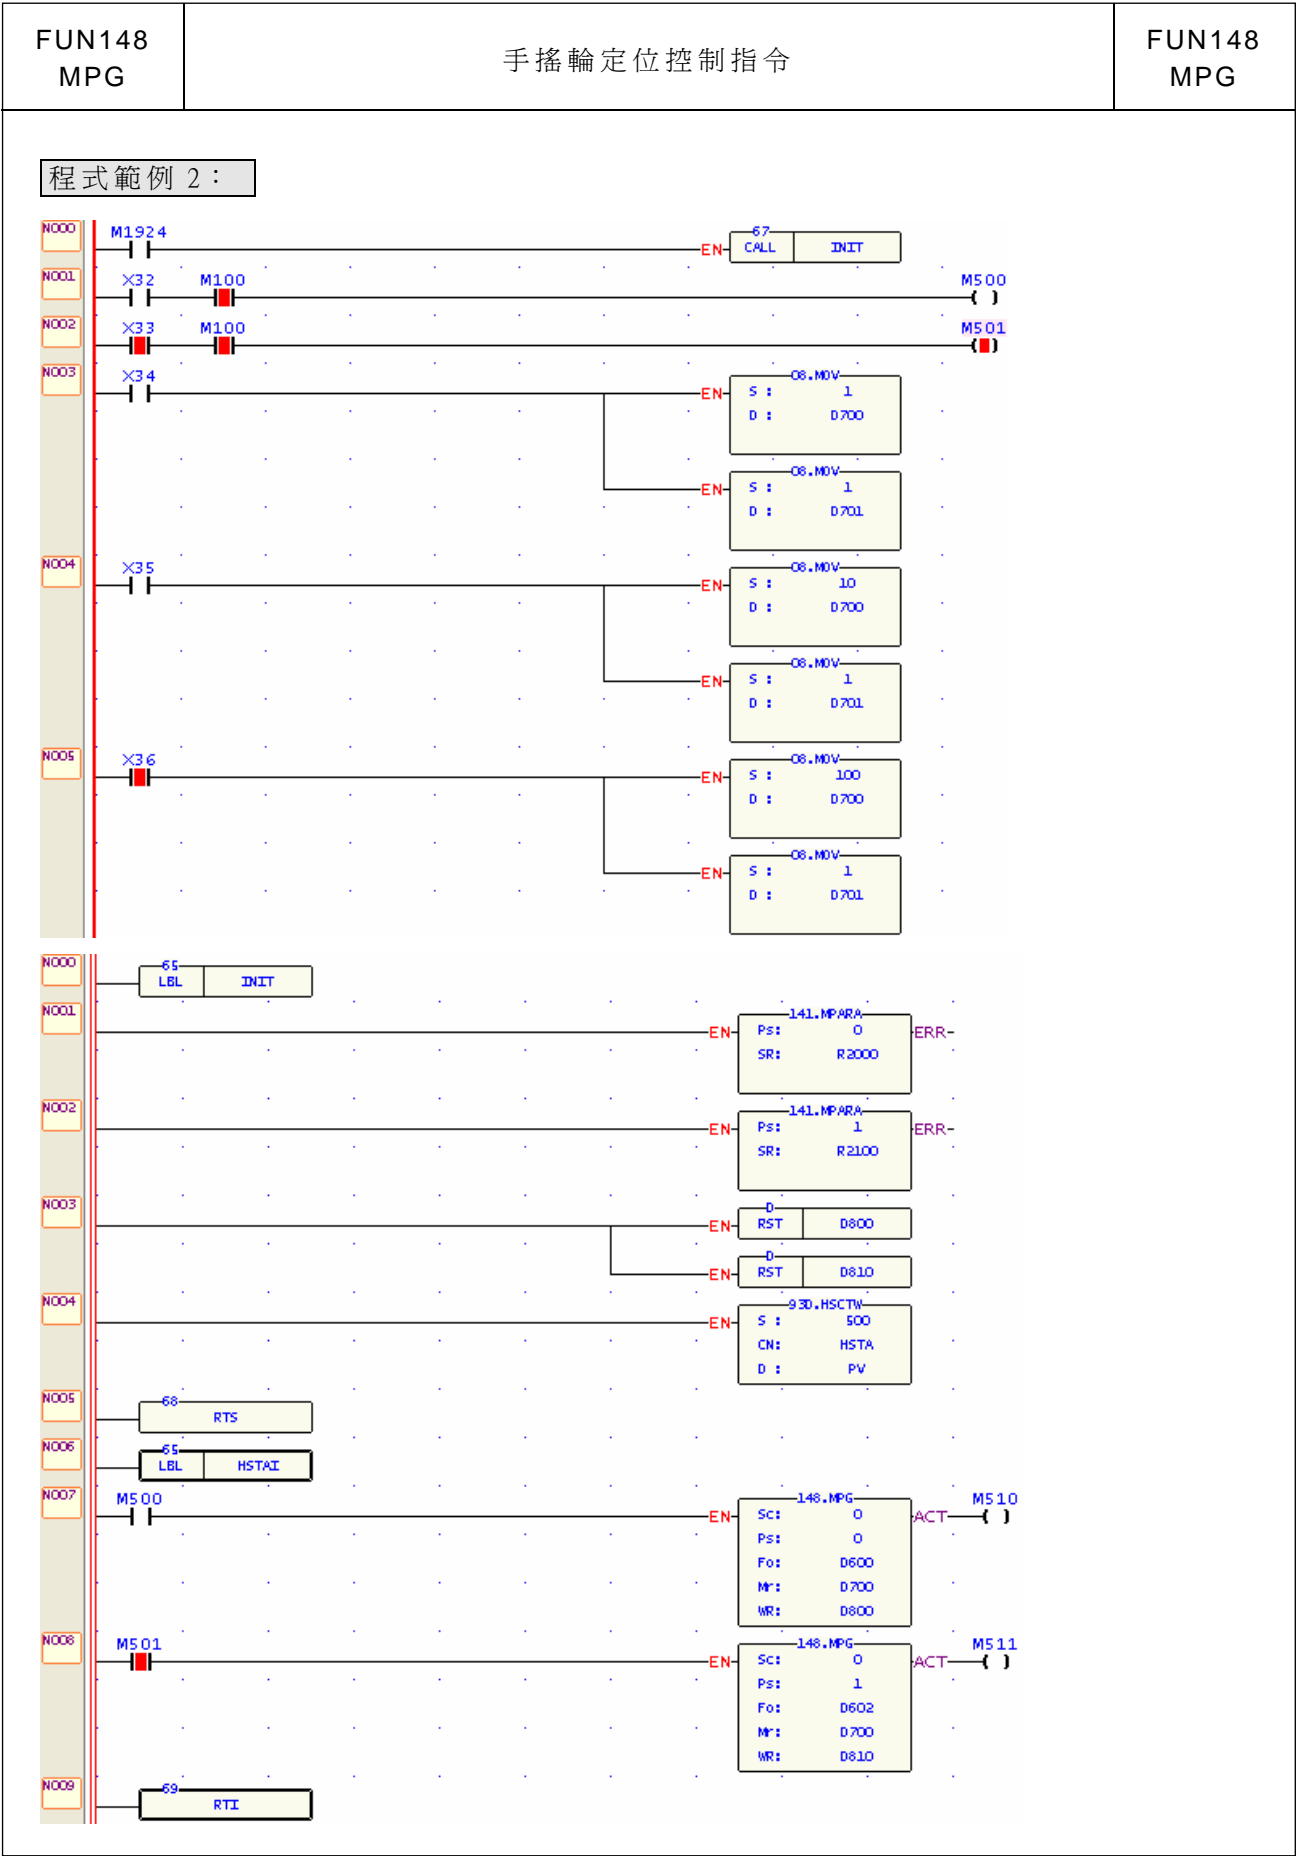 FUN148
MPG
手搖輪定位控制指令
FUN148
MPG
程式範例 2：
N000
M1924
EN
67
CALL INIT
N001
X32 M100 M500
N002
X33 M100 M501
N003
X34
EN
08.MOV
S : 1
D : D700
EN
08.MOV
S : 1
D : D701
N004
X35
EN
08.MOV
S : 10
D : D700
EN
08.MOV
S : 1
D : D701
N005
X36
EN
08.MOV
S : 100
D : D700
EN
08.MOV
S : 1
D : D701
N000
65
LBL INIT
N001
141.MPARA
EN Ps: 0 ERR
SR: R2000
N002
141.MPARA
EN Ps: 1 ERR
SR: R2100
N003
D
EN RST D800
D
EN RST D810
N004
93D.HSCTW
EN S : 500
CN: HSTA
D : PV
N005
68
RTS
N006
65
LBL HSTAI
N007
M500
148.MPG
EN Sc: 0 ACT M510
Ps: 0
Fo: D600
Mr: D700
WR: D800
N008
M501
148.MPG
EN Sc: 0 ACT M511
Ps: 1
Fo: D602
Mr: D700
WR: D810
N009
69
RTI